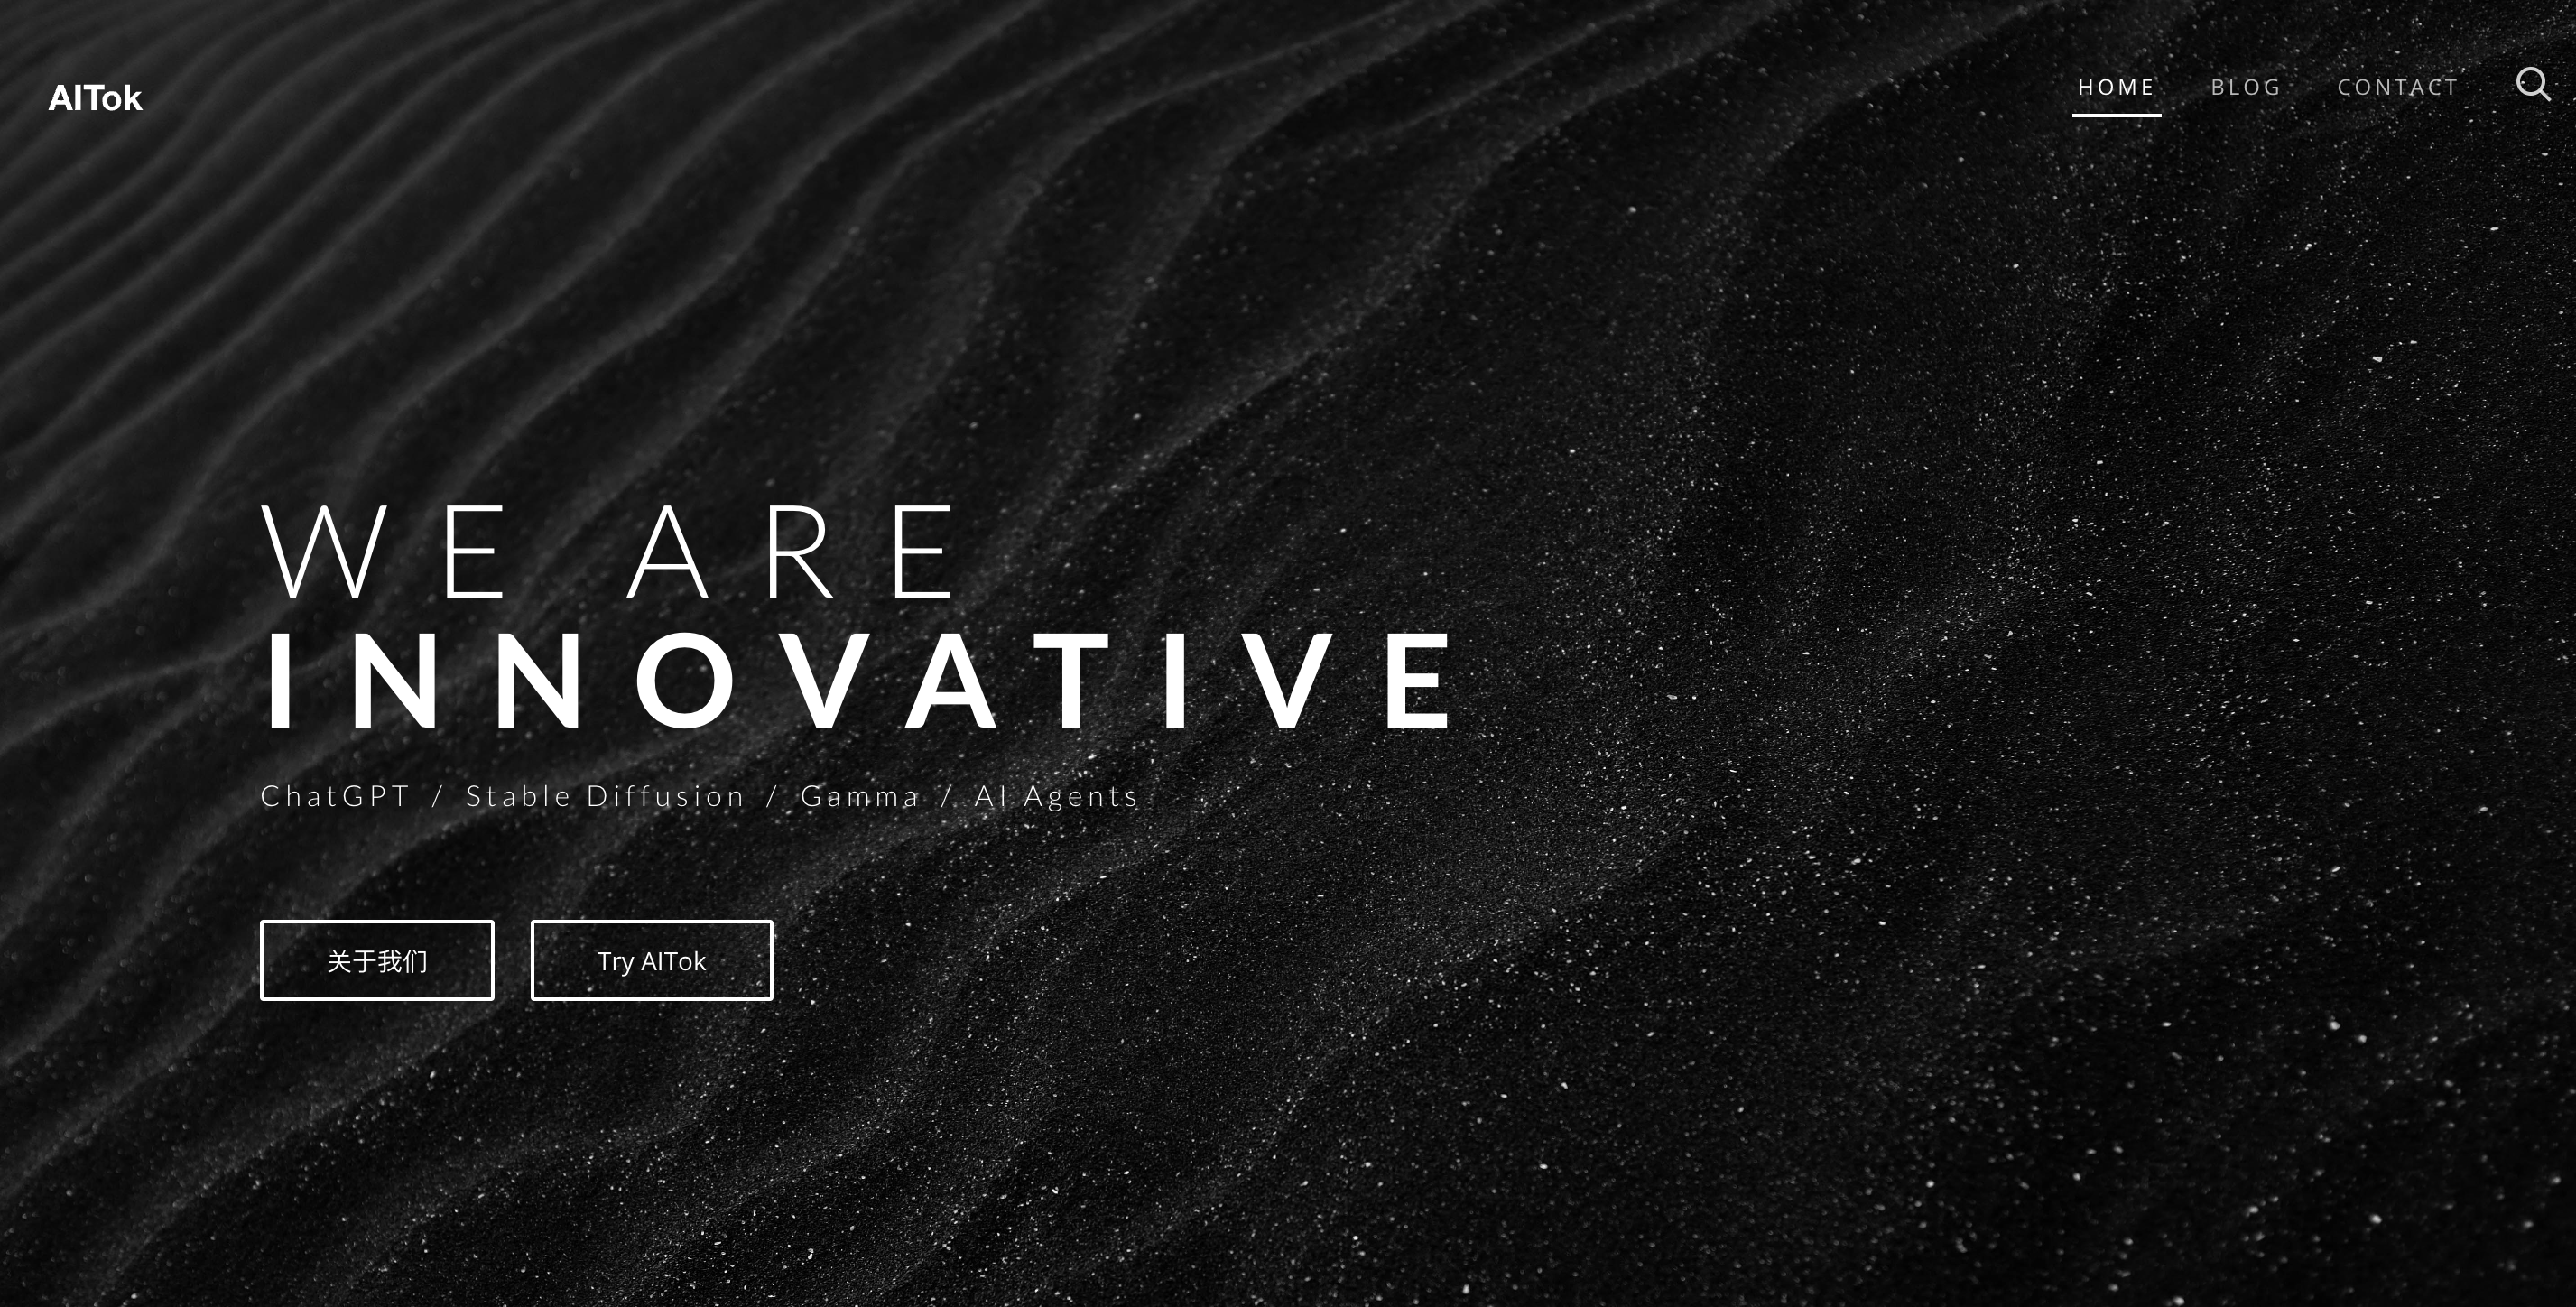 AITok
HOME BLOG CONTACT
WE ARE
INNOVATIVE
ChatGPT / Stable Diffusion / Gamma / AI Agents
关于我们 Try AITok